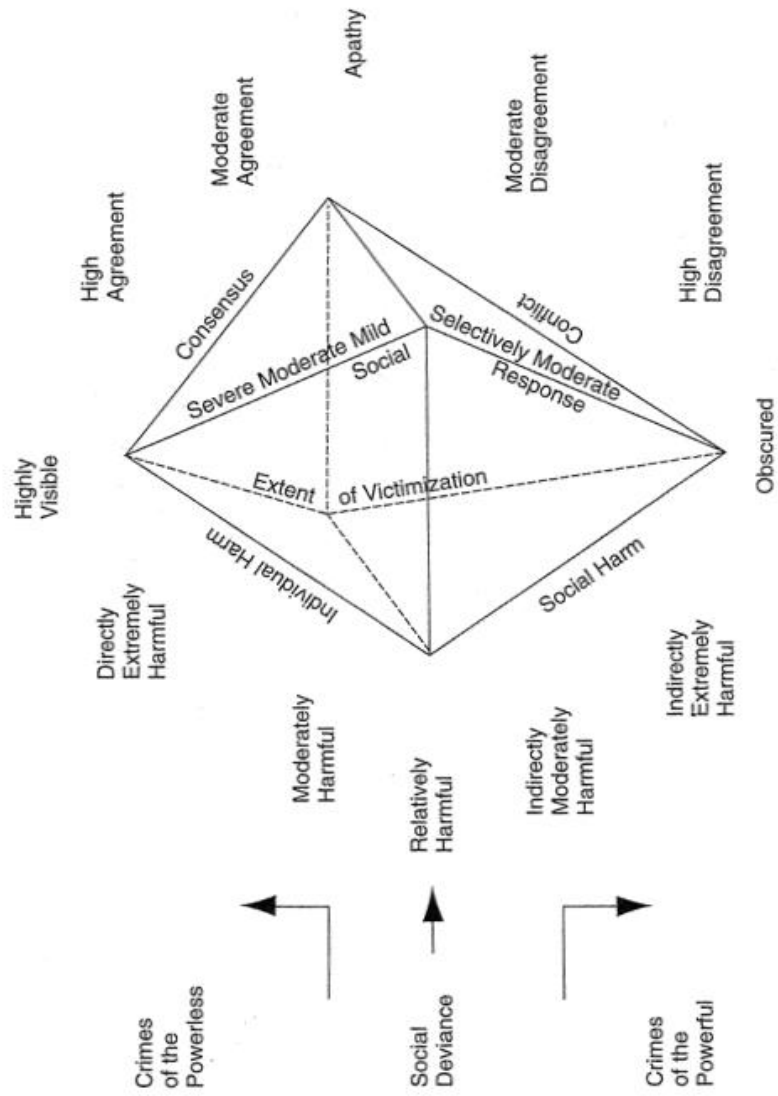 Highly
Visible
High
Agreement
Crimes
of the
Powerless
Directly
Extremely
Harmful
Consensus
Moderate
Agreement
Individual Harm
Extent
of Victimization
Severe Moderate Mild
Social
Moderately
Harmful
Apathy
Social
Deviance
Relatively
Harmful
Selectively Moderate
Response
Conflict
Moderate
Disagreement
Indirectly
Moderately
Harmful
Social Harm
Crimes
of the
Powerful
Indirectly
Extremely
Harmful
High
Disagreement
Obscured